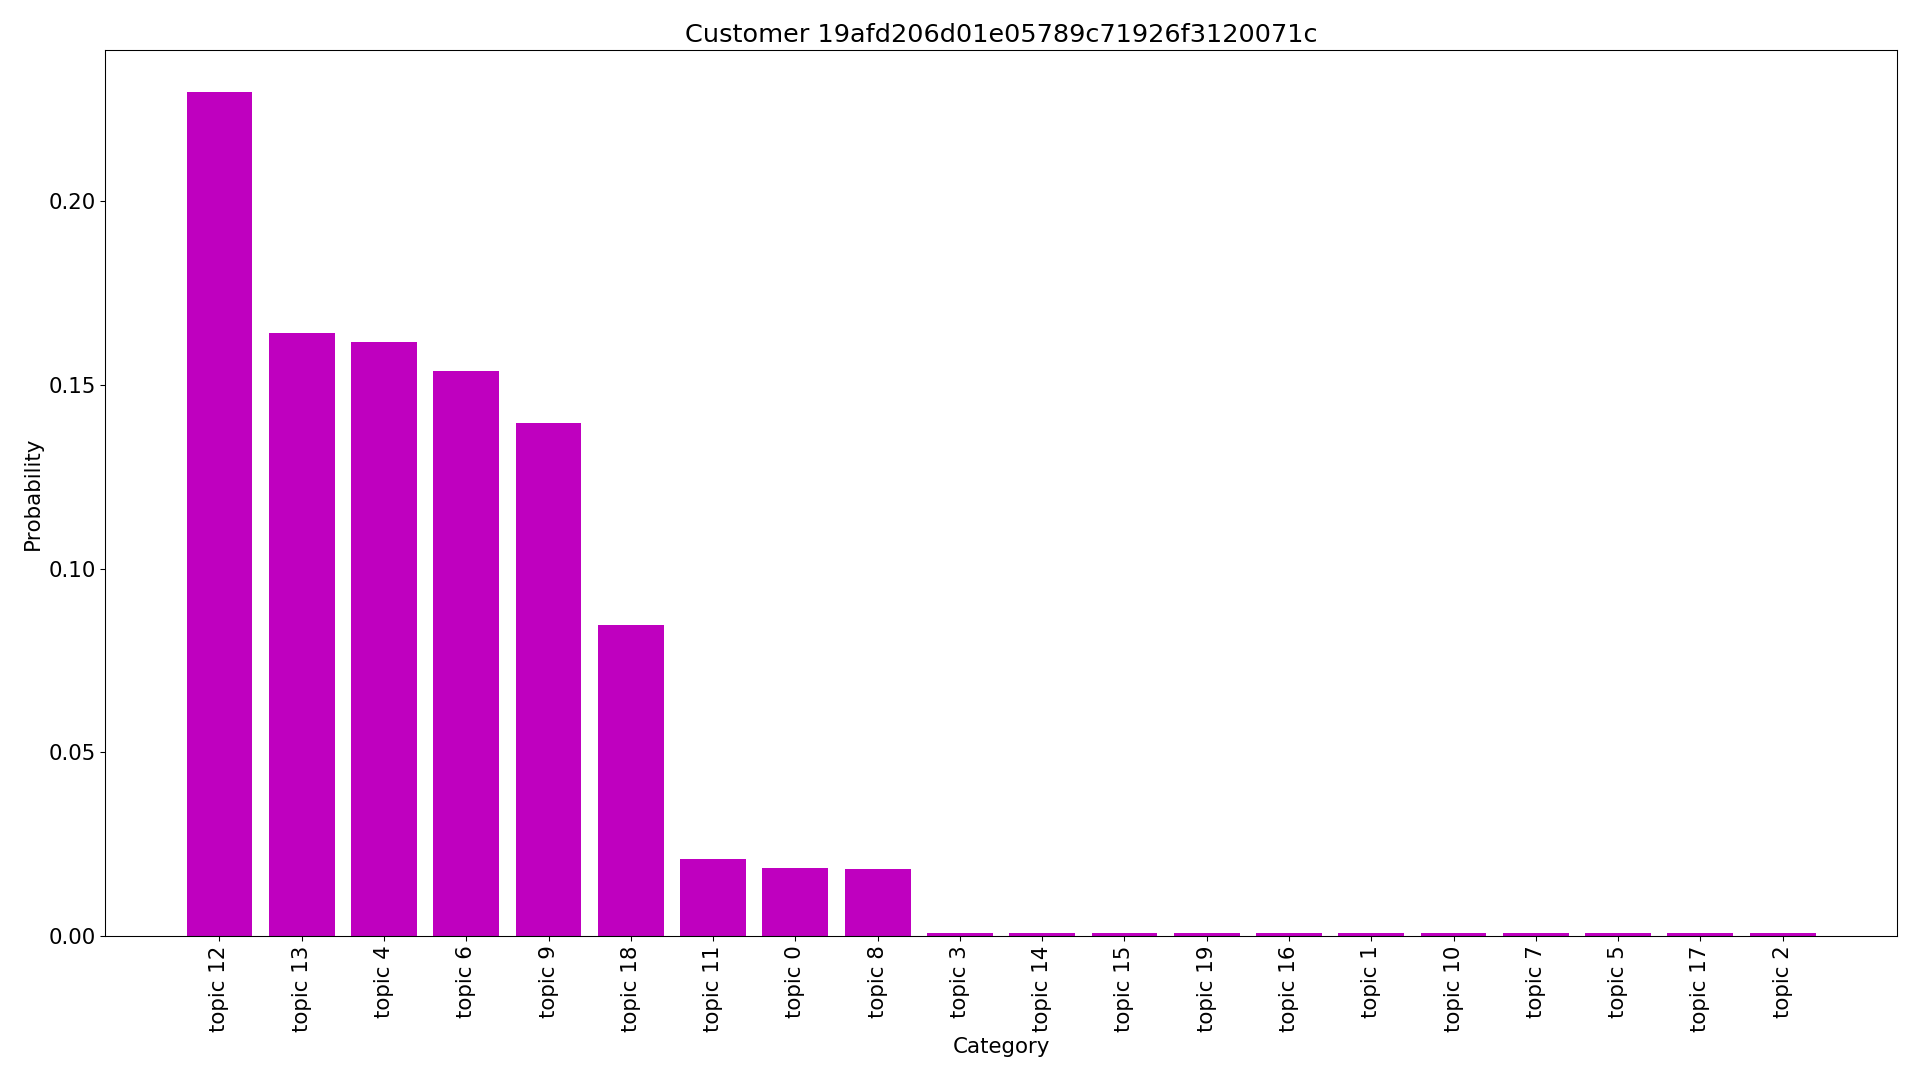 Customer 19afd206d01e05789c71926f3120071c
Probability
0.20
0.15
0.10
0.05
0.00
topic 12
topic 13
topic 4
topic 6
topic 9
topic 18
topic 11
topic 0
topic 8
topic 3
topic 14
topic 15
topic 19
topic 16
topic 1
topic 10
topic 7
topic 5
topic 17
topic 2
Category